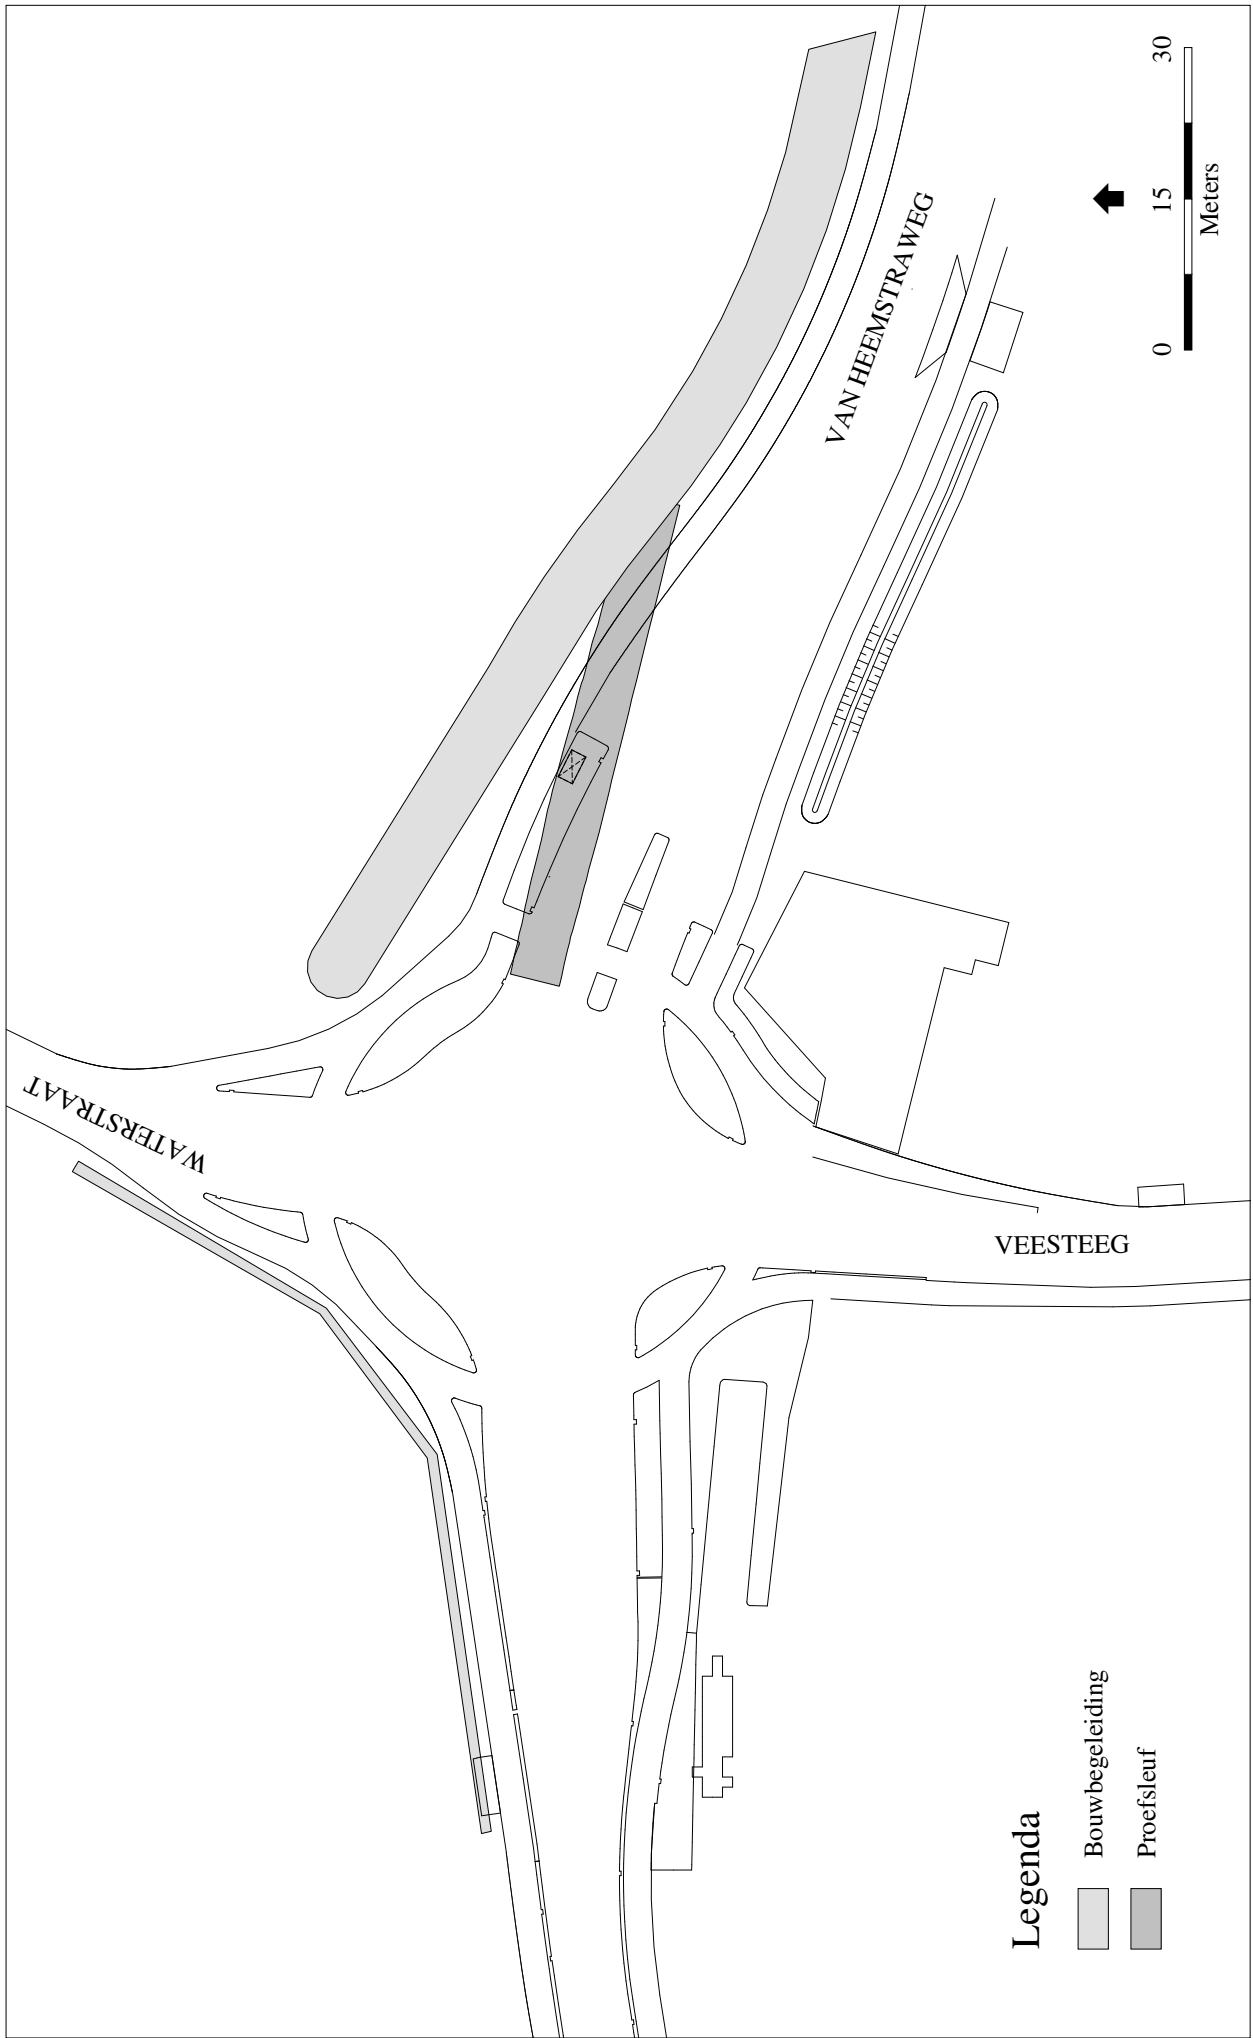 WATERSTRAAT
VAN HEEMSTRAWEG
VEESTEEG
Legenda
Bouwbegeleiding
Proefsleuf
0 15 30
Meters